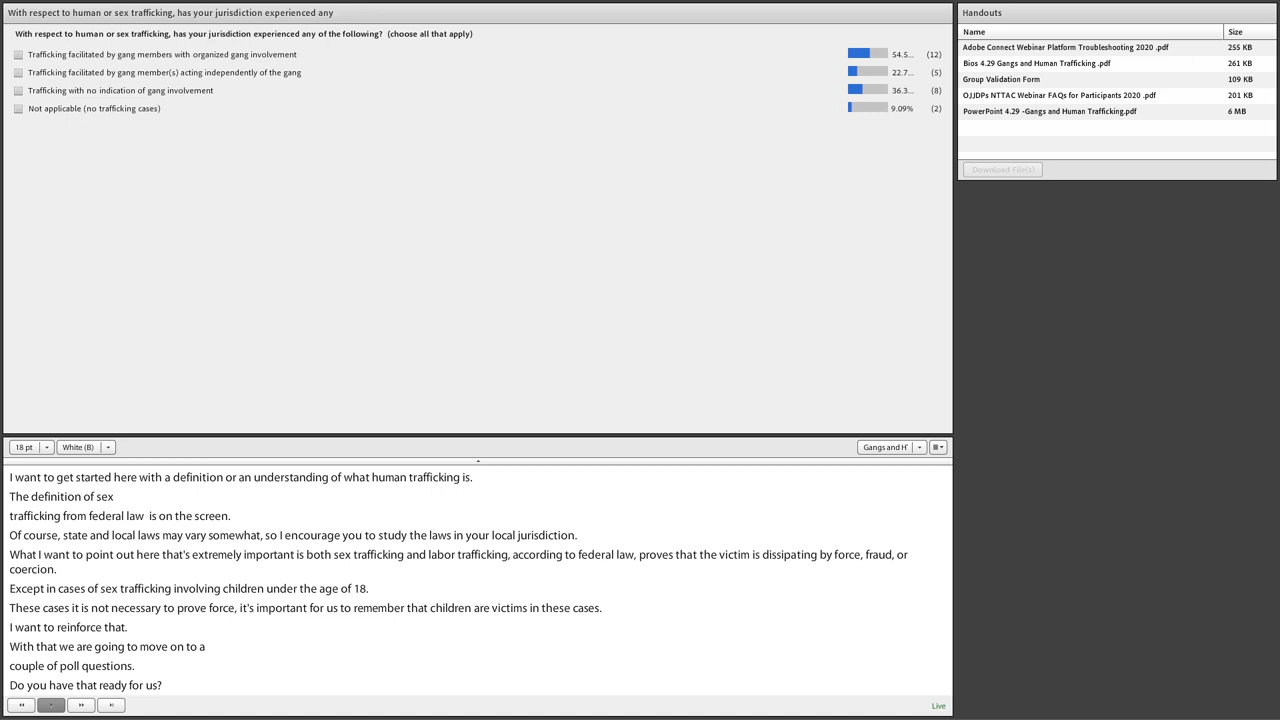 With respect to human or sex trafficking, has your jurisdiction experienced any
With respect to human or sex trafficking, has your jurisdiction experienced any of the following? (choose all that apply)
Trafficking facilitated by gang members with organized gang involvement 54.5... (12)
Trafficking facilitated by gang member(s) acting independently of the gang 22.7... (5)
Trafficking with no indication of gang involvement 36.3... (8)
Not applicable (no trafficking cases) 9.09% (2)
Handouts
Name Size
Adobe Connect Webinar Platform Troubleshooting 2020 .pdf 255 KB
Bios 4.29 Gangs and Human Trafficking .pdf 261 KB
Group Validation Form 109 KB
OJJDPs NTTAC Webinar FAQs for Participants 2020 .pdf 201 KB
PowerPoint 4.29 -Gangs and Human Trafficking.pdf 6 MB
Download File(s)
18 pt White (B) Gangs and H'
I want to get started here with a definition or an understanding of what human trafficking is.
The definition of sex
trafficking from federal law is on the screen.
Of course, state and local laws may vary somewhat, so I encourage you to study the laws in your local jurisdiction.
What I want to point out here that's extremely important is both sex trafficking and labor trafficking, according to federal law, proves that the victim is dissipating by force, fraud, or
coercion.
Except in cases of sex trafficking involving children under the age of 18.
These cases it is not necessary to prove force, it's important for us to remember that children are victims in these cases.
I want to reinforce that.
With that we are going to move on to a
couple of poll questions.
Do you have that ready for us?
Live